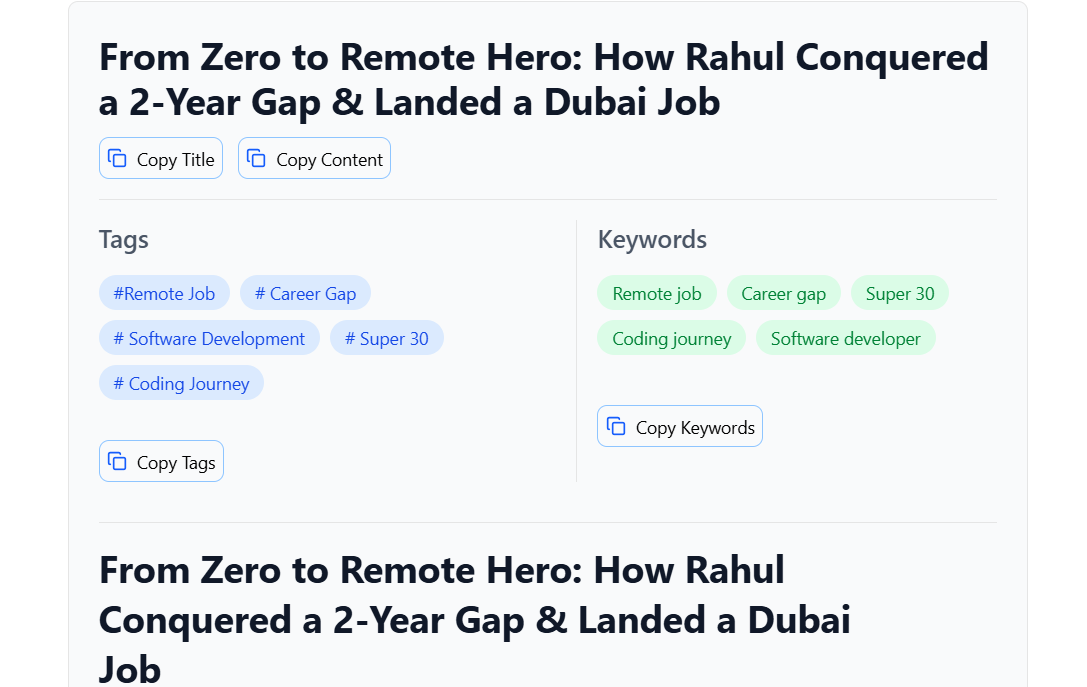 From Zero to Remote Hero: How Rahul Conquered
a 2-Year Gap & Landed a Dubai Job
Copy Title
Copy Content
Tags
#Remote Job
# Career Gap
# Software Development
# Super 30
# Coding Journey
Copy Tags
Keywords
Remote job
Career gap
Super 30
Coding journey
Software developer
Copy Keywords
From Zero to Remote Hero: How Rahul
Conquered a 2-Year Gap & Landed a Dubai
Job